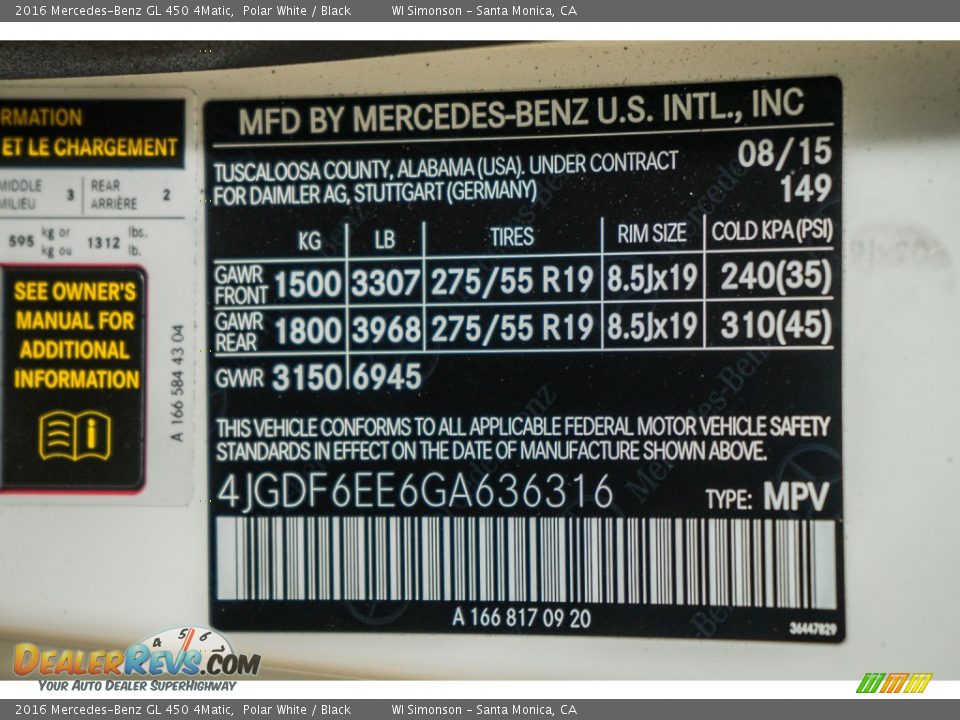 2016 Mercedes-Benz GL 450 4Matic, Polar White / Black WI Simonson - Santa Monica, CA
RMATION
ET LE CHARGEMENT
MIDDLE
MILIEU 3 REAR
ARRIÈRE 2
595 kg or
kg ou 1312 lbs.
lb.
SEE OWNER'S
MANUAL FOR
ADDITIONAL
INFORMATION
A 166 584 43 04
MFD BY MERCEDES-BENZ U.S. INTL., INC
TUSCALOOSA COUNTY, ALABAMA (USA). UNDER CONTRACT 08/15
FOR DAIMLER AG, STUTTGART (GERMANY) 149
KG LB TIRES RIM SIZE COLD KPA (PSI)
GAWR
FRONT 1500 3307 275/55 R19 8.5Jx19 240(35)
GAWR
REAR 1800 3968 275/55 R19 8.5Jx19 310(45)
GVWR 3150 6945
THIS VEHICLE CONFORMS TO ALL APPLICABLE FEDERAL MOTOR VEHICLE SAFETY
STANDARDS IN EFFECT ON THE DATE OF MANUFACTURE SHOWN ABOVE.
4JGDF6EE6GA636316 TYPE: MPV
A 166 817 09 20
36447829
4 5 6
DEALERREVS.COM
YOUR AUTO DEALER SUPERHIGHWAY
2016 Mercedes-Benz GL 450 4Matic, Polar White / Black WI Simonson - Santa Monica, CA